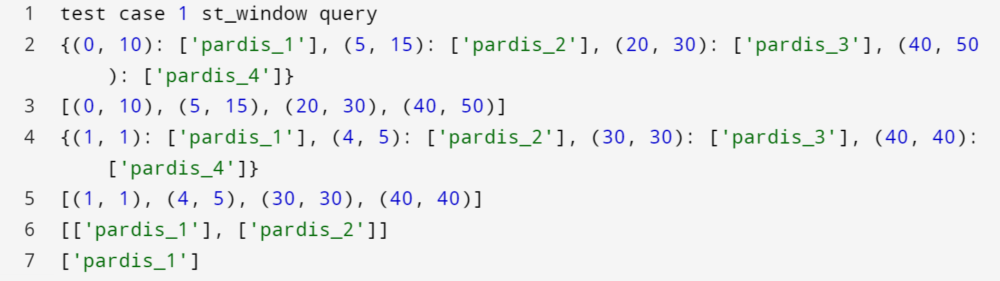 1 test case 1 st_window query
2 {(0, 10): ['pardis_1'], (5, 15): ['pardis_2'], (20, 30): ['pardis_3'], (40, 50
): ['pardis_4']}
3 [(0, 10), (5, 15), (20, 30), (40, 50)]
4 {(1, 1): ['pardis_1'], (4, 5): ['pardis_2'], (30, 30): ['pardis_3'], (40, 40):
['pardis_4']}
5 [(1, 1), (4, 5), (30, 30), (40, 40)]
6 [['pardis_1'], ['pardis_2']]
7 ['pardis_1']